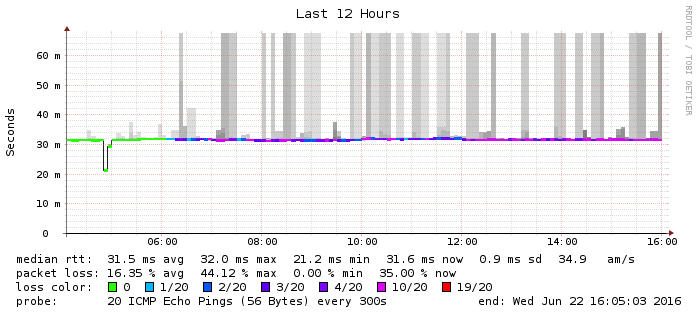 Last 12 Hours
RRDTOOL / TOBI OETIKER
Seconds
60 m
50 m
40 m
30 m
20 m
10 m
0
06:00 08:00 10:00 12:00 14:00 16:00
median rtt: 31.5 ms avg 32.0 ms max 21.2 ms min 31.6 ms now 0.9 ms sd 34.9 am/s
packet loss: 16.35 % avg 44.12 % max 0.00 % min 35.00 % now
loss color: 0 1/20 2/20 3/20 4/20 10/20 19/20
probe: 20 ICMP Echo Pings (56 Bytes) every 300s end: Wed Jun 22 16:05:03 2016